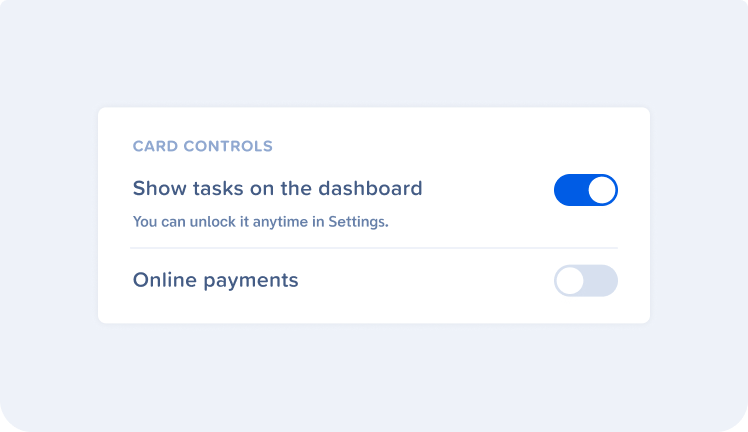 CARD CONTROLS
Show tasks on the dashboard
You can unlock it anytime in Settings.
Online payments